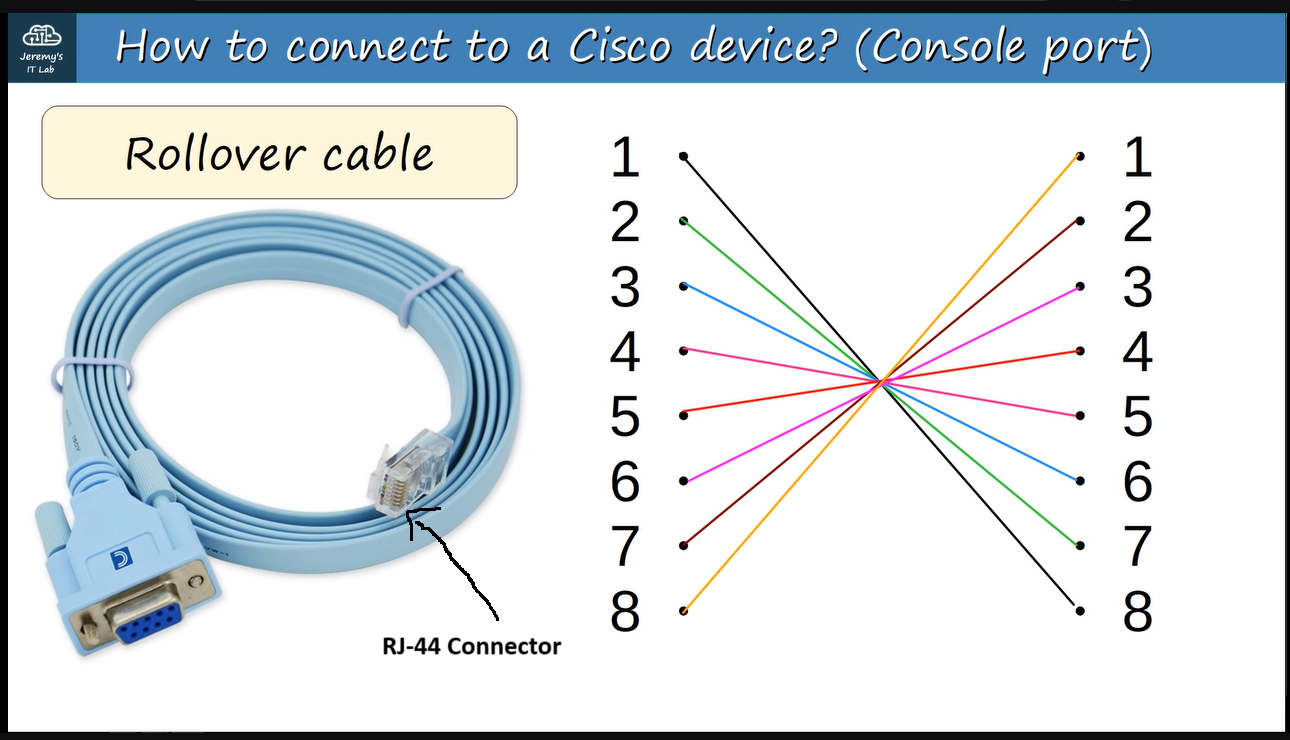 How to connect to a Cisco device? (Console port)
Jeremy's
IT Lab
Rollover cable
1 1
2 2
3 3
4 4
5 5
6 6
7 7
8 8
RJ-44 Connector